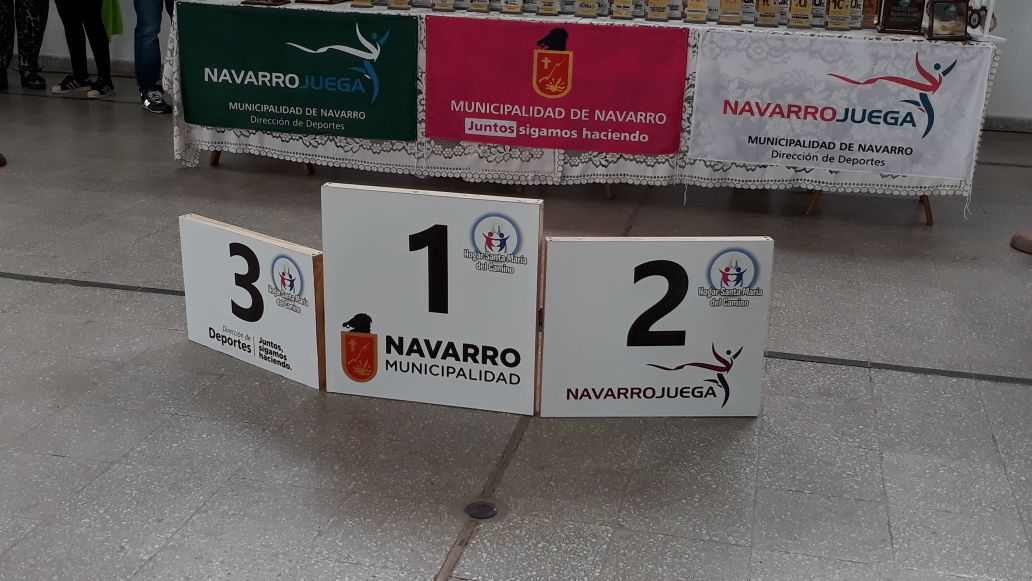 NAVARROJUEGA
MUNICIPALIDAD DE NAVARRO
Dirección de Deportes
MUNICIPALIDAD DE NAVARRO
Juntos sigamos haciendo
NAVARROJUEGA
MUNICIPALIDAD DE NAVARRO
Dirección de Deportes
3
Hogar Santa María
del Camino
Dirección de
Deportes
Juntos,
sigamos
haciendo.
1
Hogar Santa María
del Camino
NAVARRO
MUNICIPALIDAD
2
Hogar Santa María
del Camino
NAVARROJUEGA